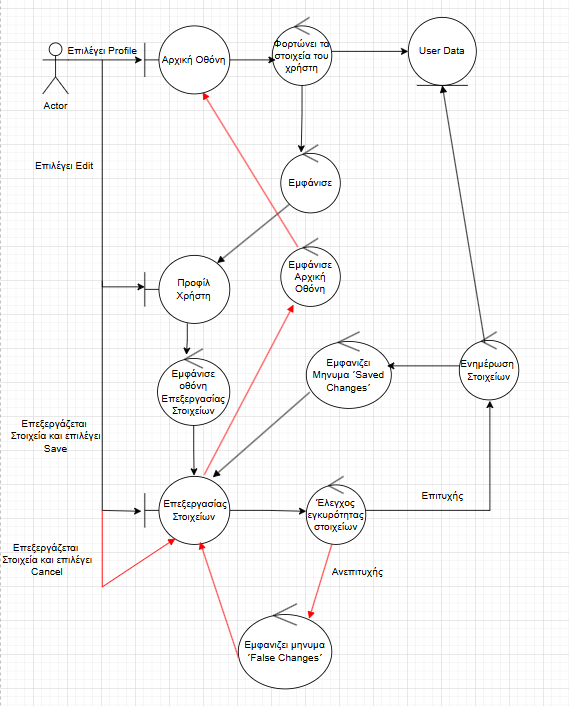 Επιλέγει Profile
Αρχική Οθόνη
Φορτώνει τα
στοιχεία του
χρήστη
User Data
Actor
Επιλέγει Edit
Εμφάνισε
Προφίλ
Χρήστη
Εμφάνισε
Αρχική
Οθόνη
Εμφάνισε
οθόνη
Επεξεργασίας
Στοιχείων
Εμφανιζει
Μηνυμα ´Saved
Changes´
Ενημέρωση
Στοιχείων
Επεξεργάζεται
Στοιχεία και επιλέγει
Save
Επεξεργασίας
Στοιχείων
Έλεγχος
εγκυρότητας
στοιχείων
Επιτυχής
Επεξεργάζεται
Στοιχεία και επιλέγει
Cancel
Ανεπιτυχής
Εμφανιζει μηνυμα
´False Changes´